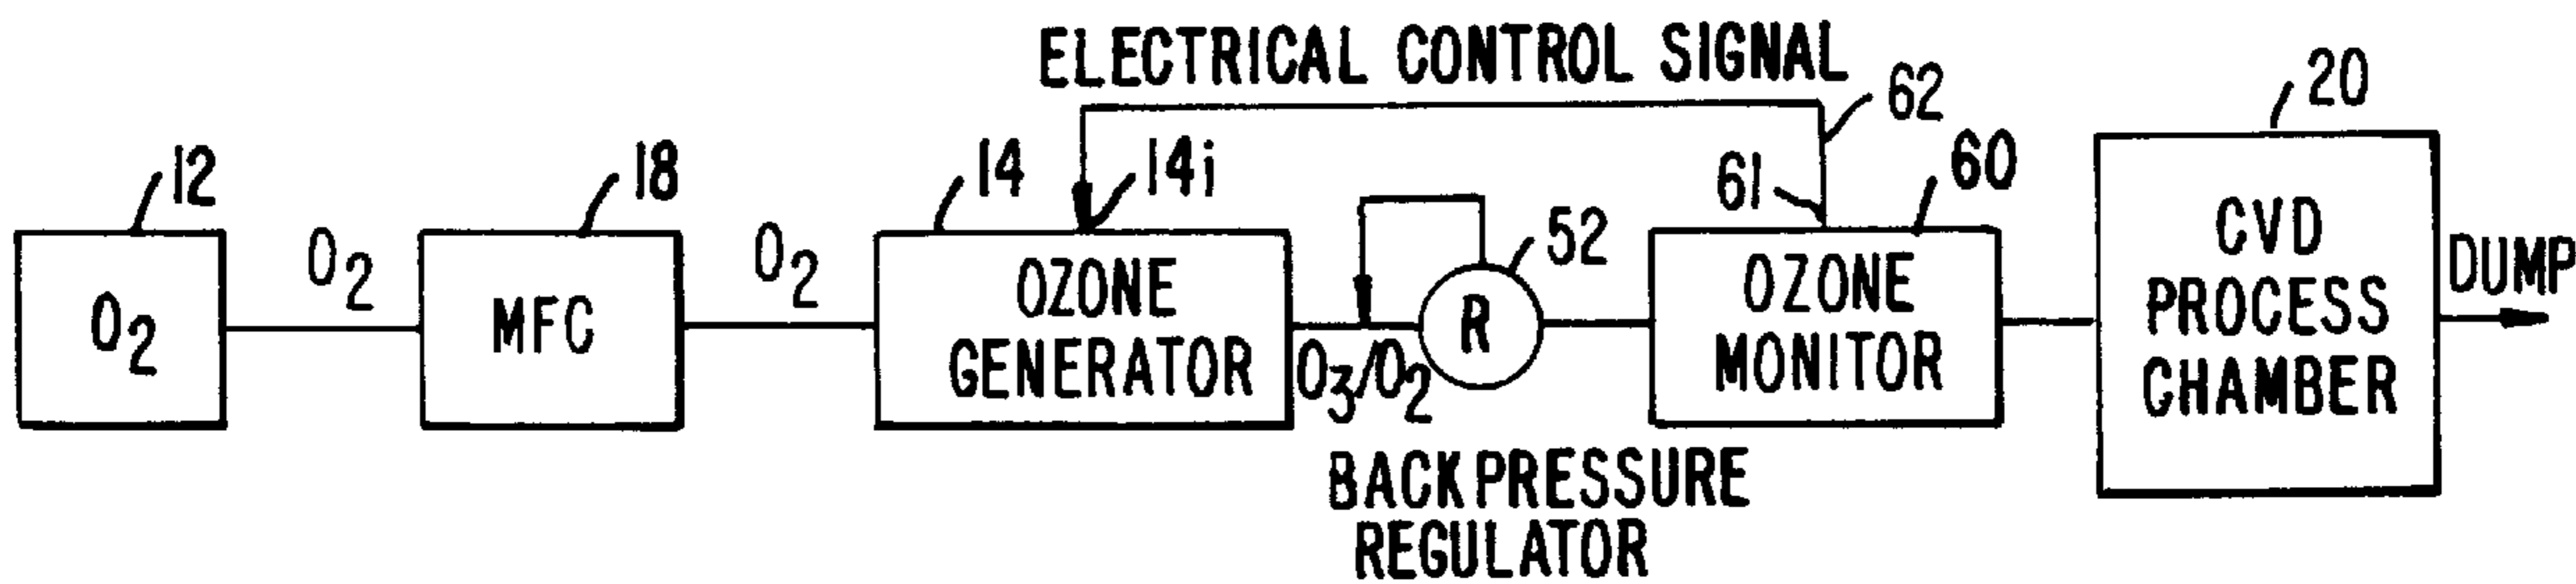 ELECTRICAL CONTROL SIGNAL
62
20
12
18
14
14i
61
60
52
O2
O2
MFC
O2
OZONE
GENERATOR
O3/O2
R
OZONE
MONITOR
CVD
PROCESS
CHAMBER
DUMP
BACKPRESSURE
REGULATOR